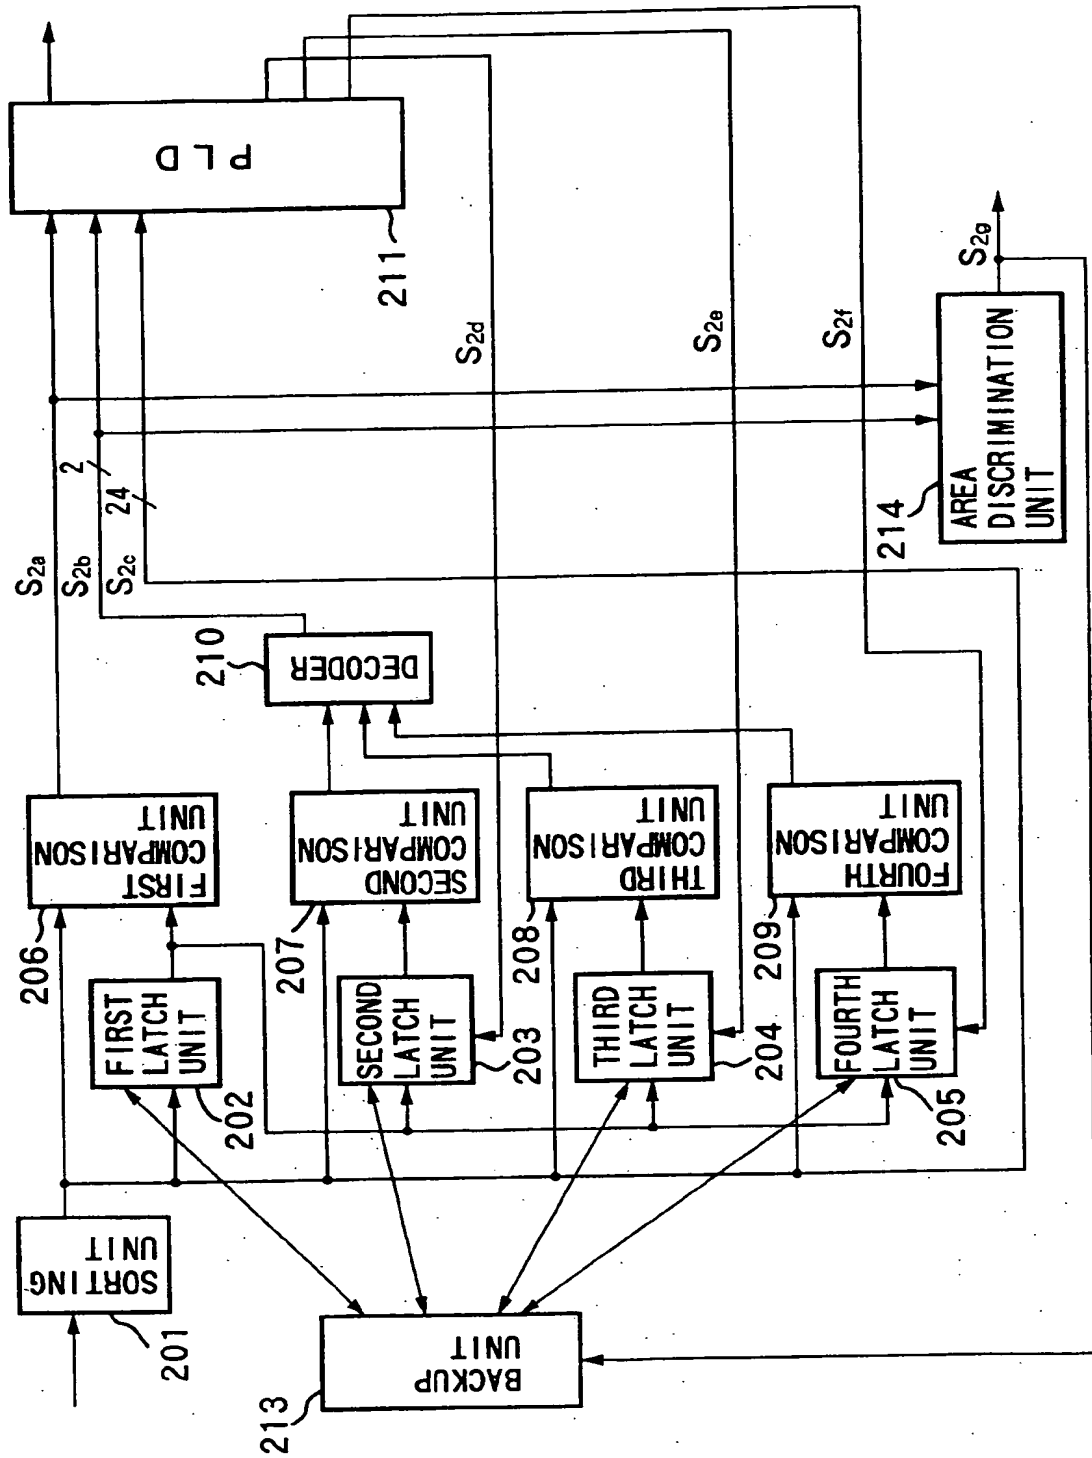 SORTING
UNIT
201
BACKUP
UNIT
213
FIRST
LATCH
UNIT
202
SECOND
LATCH
UNIT
203
THIRD
LATCH
UNIT
204
FOURTH
LATCH
UNIT
205
FIRST
COMPARISON
UNIT
206
SECOND
COMPARISON
UNIT
207
THIRD
COMPARISON
UNIT
208
FOURTH
COMPARISON
UNIT
209
DECODER
210
S2a
S2b
S2c
2
24
PLD
211
S2d
S2e
S2f
AREA
DISCRIMINATION
UNIT
214
S2g